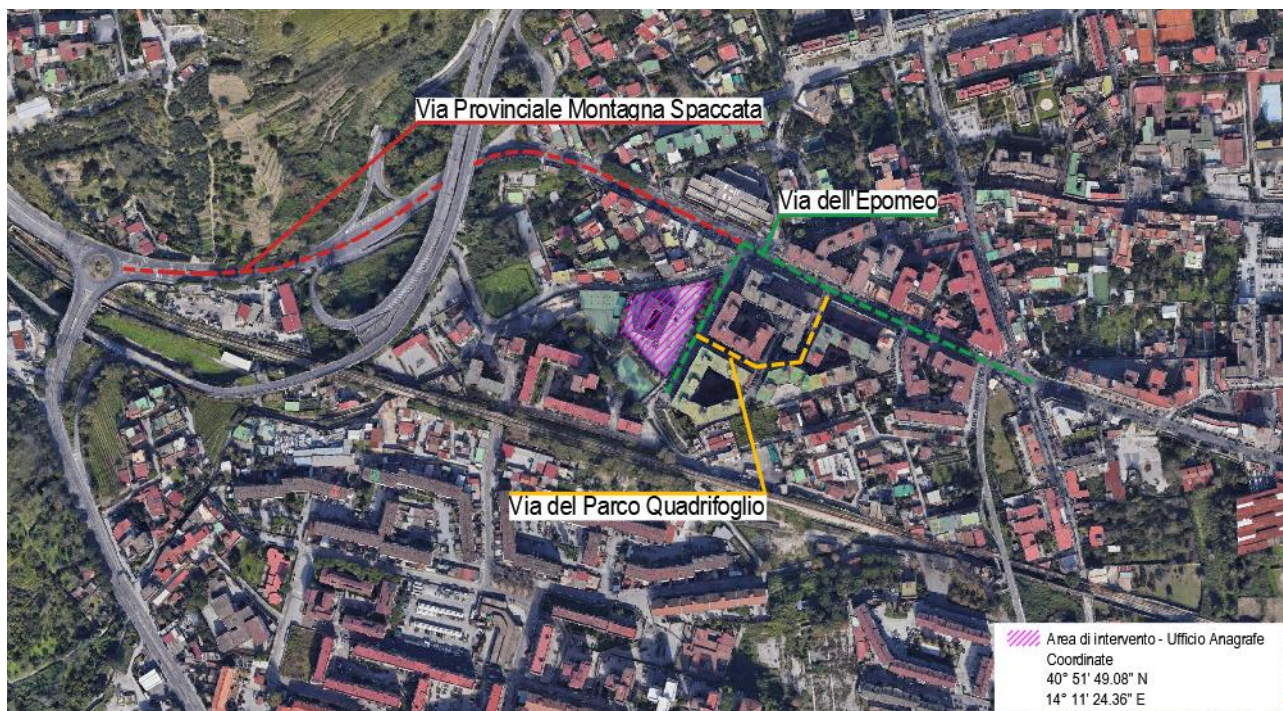 Via Provinciale Montagna Spaccata
Via dell'Epomeo
Via del Parco Quadrifoglio
Area di intervento - Ufficio Anagrafe
Coordinate
40° 51' 49.08" N
14° 11' 24.36" E